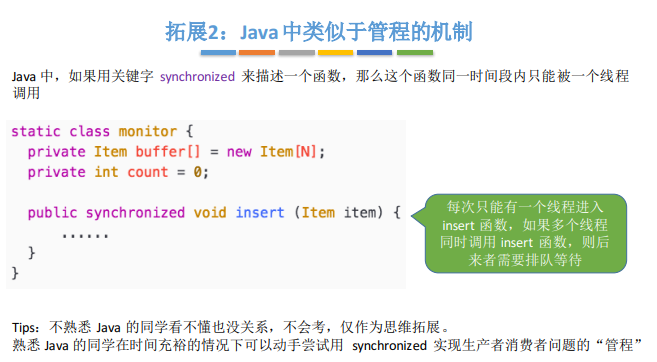 拓展2：Java中类似于管程的机制
Java 中，如果用关键字 synchronized 来描述一个函数，那么这个函数同一时间段内只能被一个线程
调用
static class monitor {
private Item buffer[] = new Item[N];
private int count = 0;
public synchronized void insert (Item item) {
......
}
}
每次只能有一个线程进入
insert 函数，如果多个线程
同时调用 insert 函数，则后
来者需要排队等待
Tips：不熟悉 Java 的同学看不懂也没关系，不会考，仅作为思维拓展。
熟悉 Java 的同学在时间充裕的情况下可以动手尝试用 synchronized 实现生产者消费者问题的“管程”